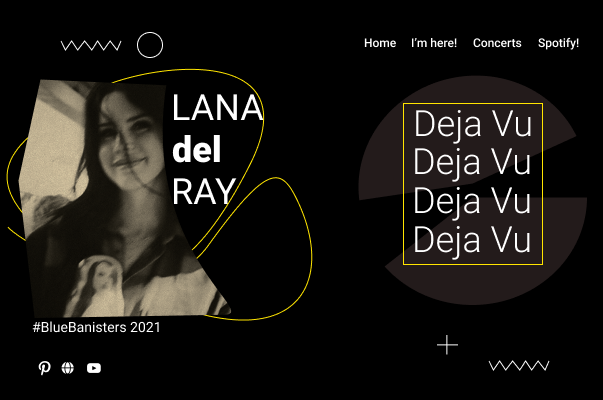 Home I'm here! Concerts Spotify!
LANA
del
RAY
Deja Vu
Deja Vu
Deja Vu
Deja Vu
#BlueBanisters 2021